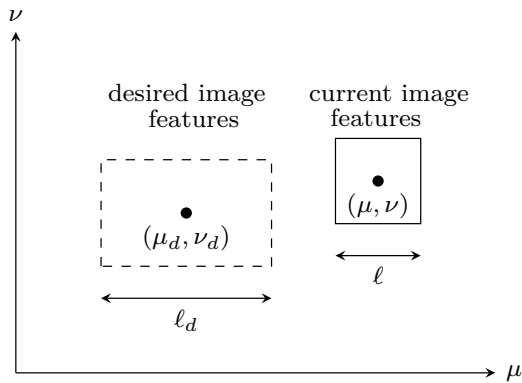 ν
desired image
features
current image
features
(μ, ν)
(μ_d, ν_d)
ℓ
ℓ_d
μ